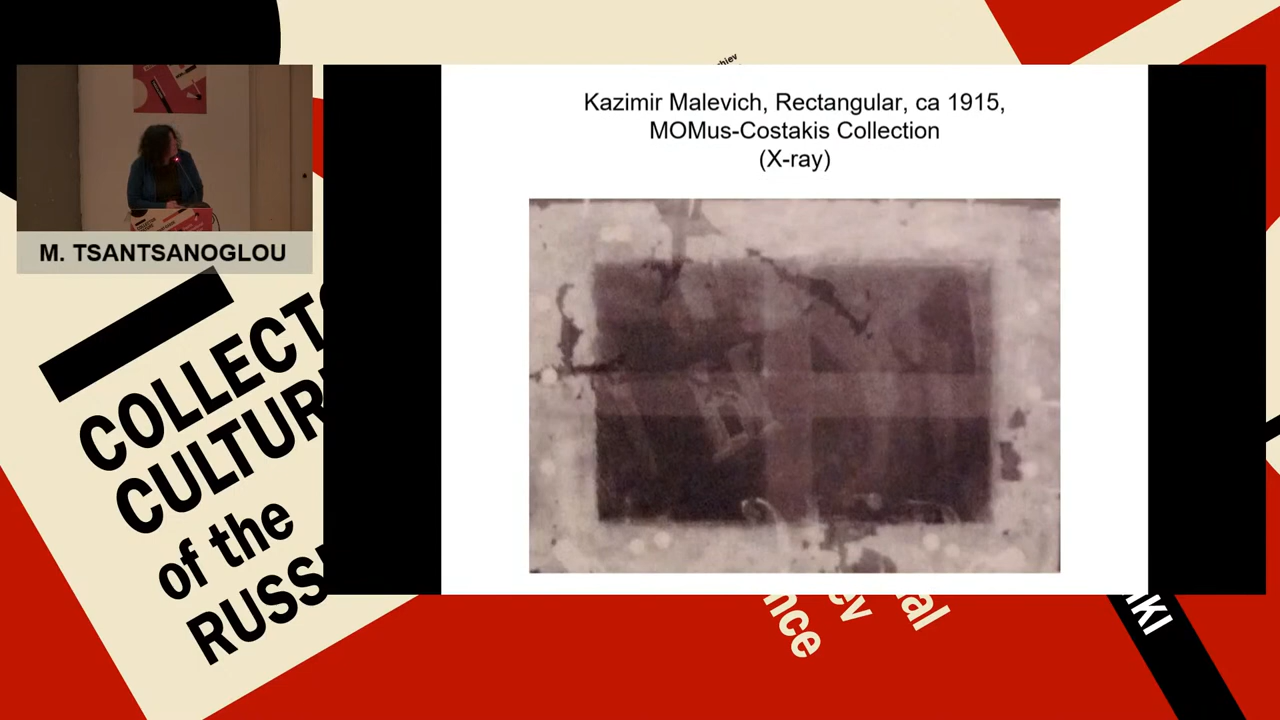 Kazimir Malevich, Rectangular, ca 1915,
MOMus-Costakis Collection
(X-ray)
M. TSANTSANOGLOU
COLLECT
CULTUR
of the
RUSS